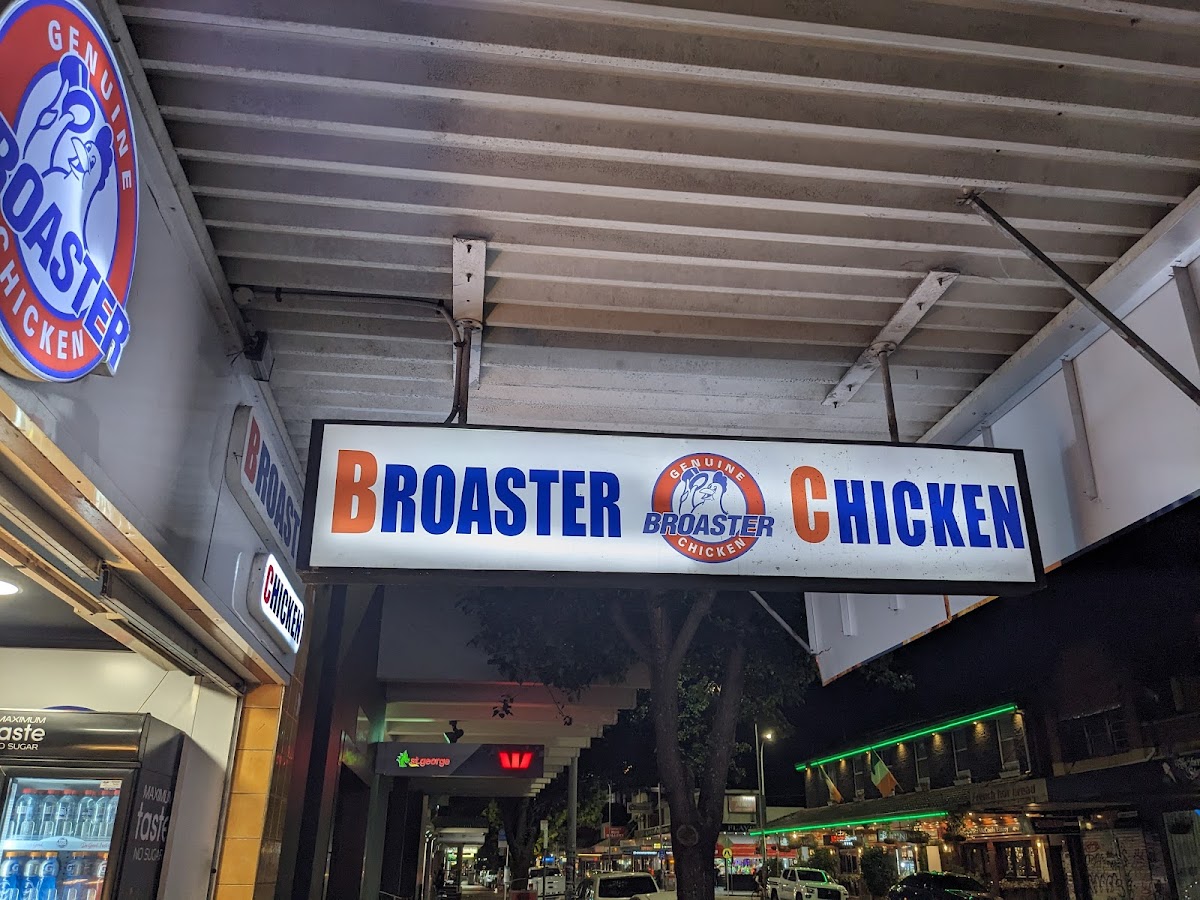 GENUINE
BROASTER
CHICKEN
BROASTER
CHICKEN
BROASTER CHICKEN
GENUINE
BROASTER
CHICKEN
st.george
MAXIMUM
taste
NO SUGAR
MAXIMUM
taste
NO SUGAR